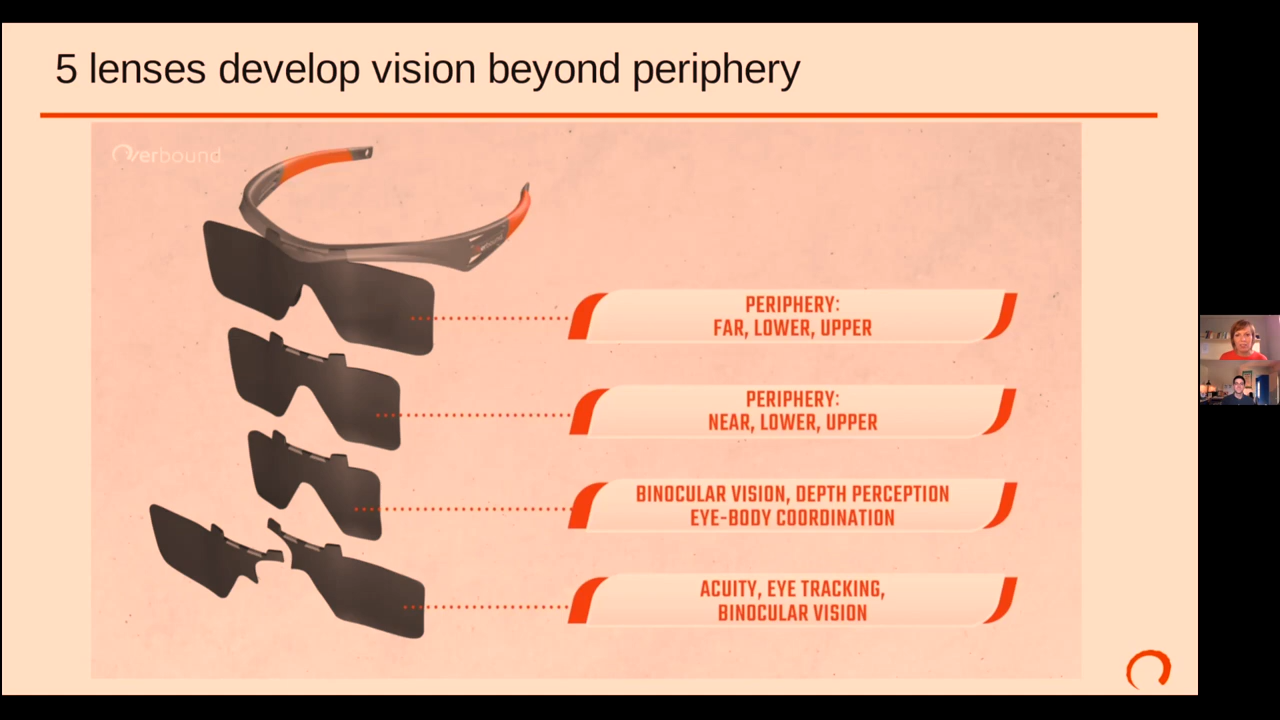 5 lenses develop vision beyond periphery
Overbound
PERIPHERY:
FAR, LOWER, UPPER
PERIPHERY:
NEAR, LOWER, UPPER
BINOCULAR VISION, DEPTH PERCEPTION
EYE-BODY COORDINATION
ACUITY, EYE TRACKING,
BINOCULAR VISION